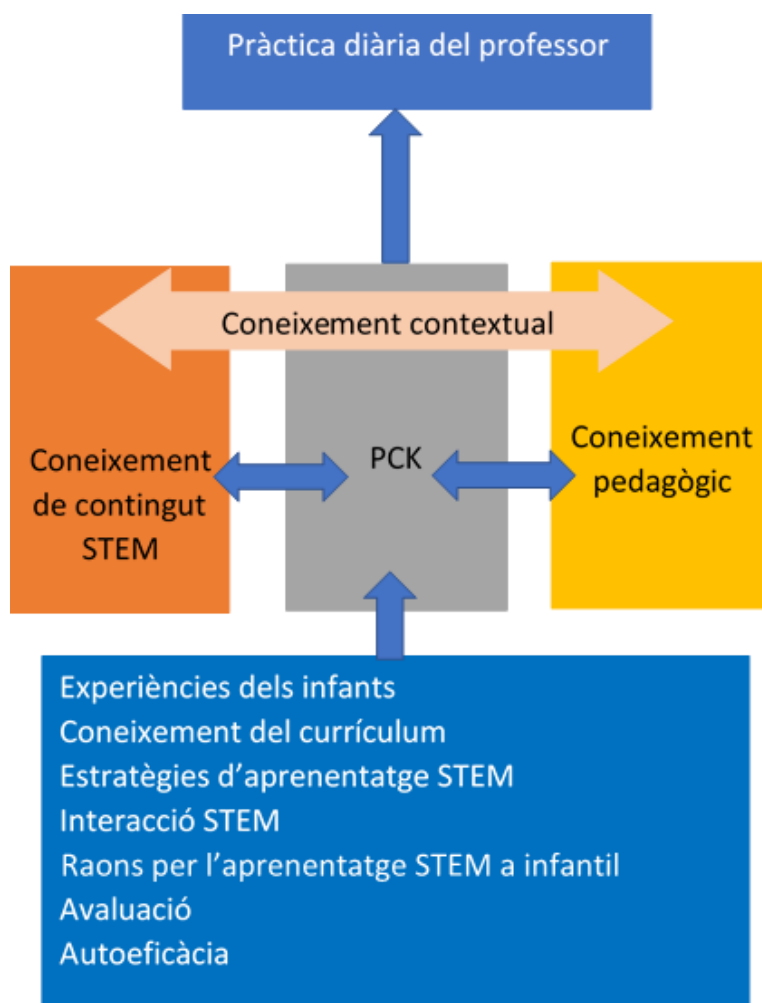 Pràctica diària del professor
Coneixement contextual
Coneixement
de contingut
STEM
PCK
Coneixement
pedagògic
Experiències dels infants
Coneixement del currículum
Estratègies d’aprenentatge STEM
Interacció STEM
Raons per l’aprenentatge STEM a infantil
Avaluació
Autoeficàcia